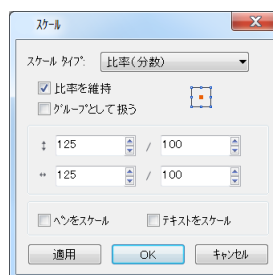 スケール
スケール タイプ: 比率(分数)
比率を維持
グループとして扱う
125 / 100
125 / 100
ペンをスケール テキストをスケール
適用 OK キャンセル